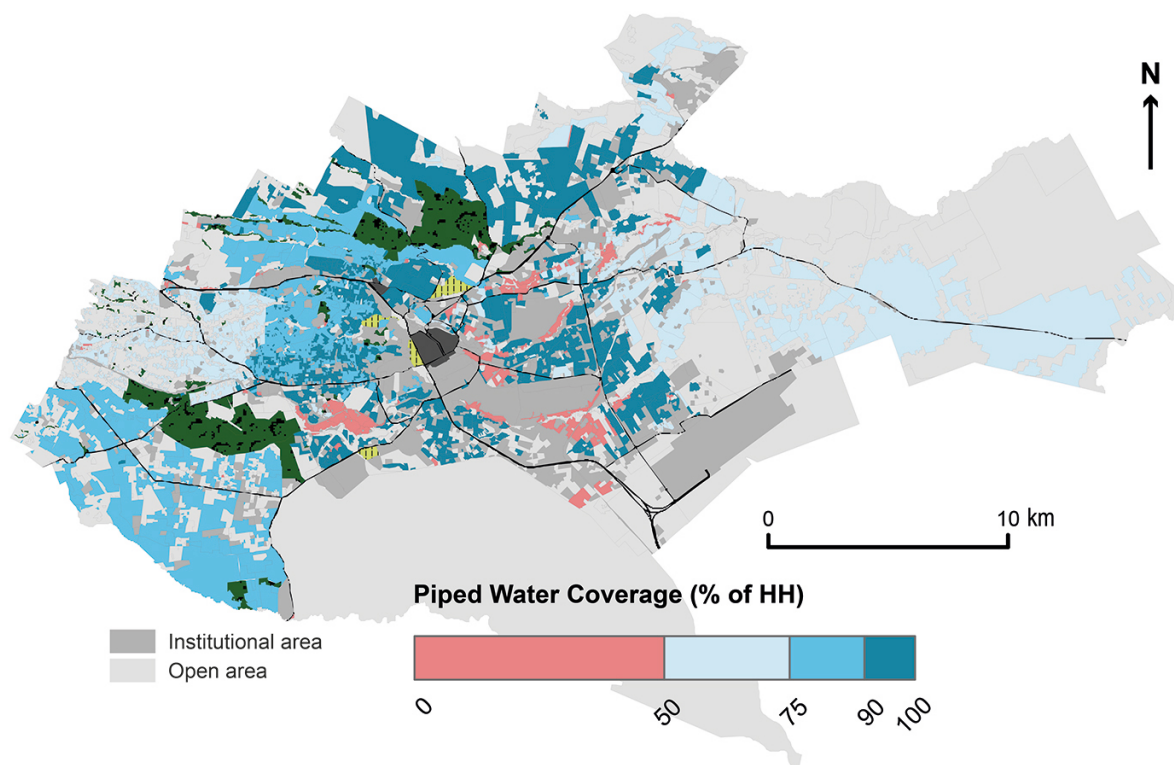 N
0 10 km
Piped Water Coverage (% of HH)
Institutional area
Open area
0 50 75 90 100